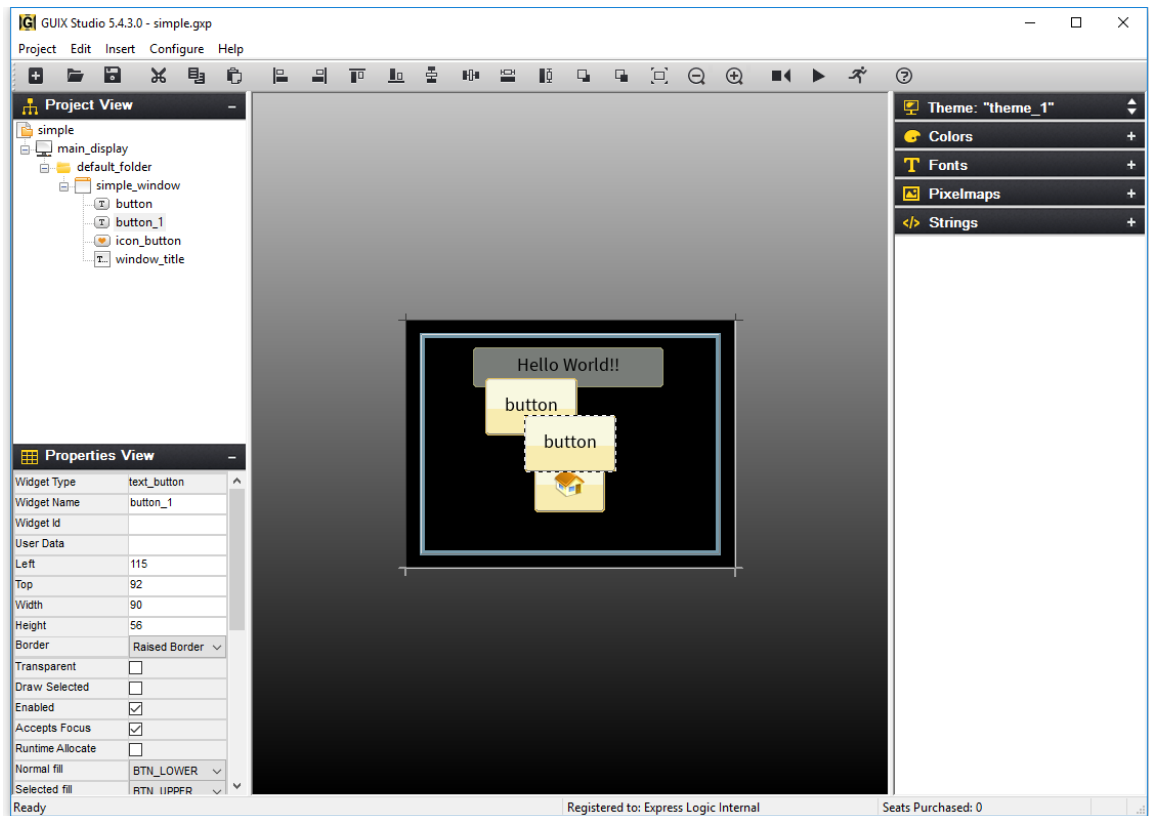 GUIX Studio 5.4.3.0 - simple.gxp
Project Edit Insert Configure Help
Project View
simple
main_display
default_folder
simple_window
button
button_1
icon_button
window_title
Properties View
Widget Type text_button
Widget Name button_1
Widget Id
User Data
Left 115
Top 92
Width 90
Height 56
Border Raised Border
Transparent
Draw Selected
Enabled
Accepts Focus
Runtime Allocate
Normal fill BTN_LOWER
Selected fill BTN_UPPER
Hello World!!
button
button
Theme: "theme_1"
Colors
Fonts
Pixelmaps
Strings
Ready Registered to: Express Logic Internal Seats Purchased: 0